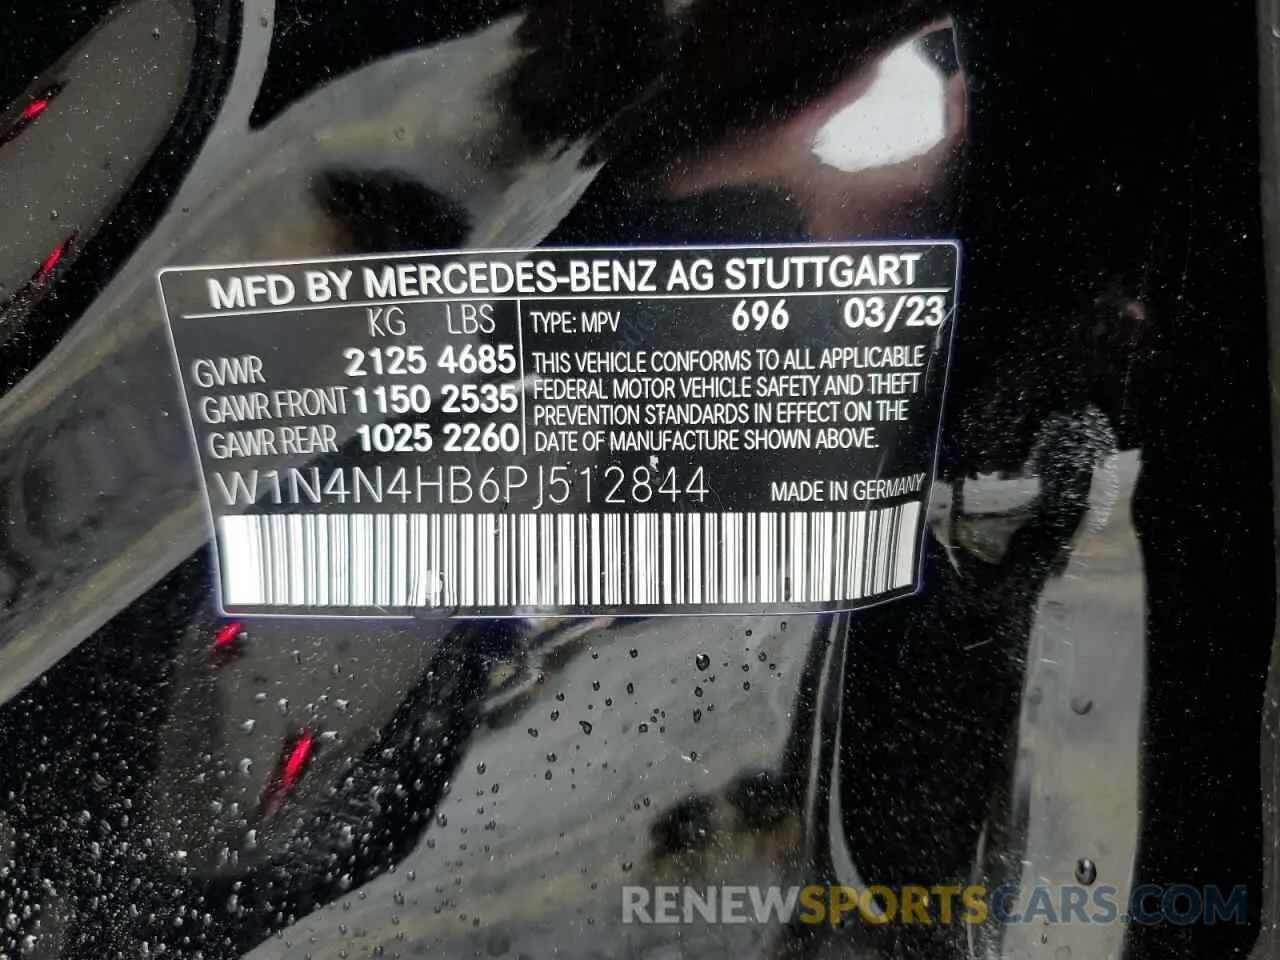 MFD BY MERCEDES-BENZ AG STUTTGART
KG LBS
GVWR 2125 4685
GAWR FRONT 1150 2535
GAWR REAR 1025 2260
TYPE: MPV 696 03/23
THIS VEHICLE CONFORMS TO ALL APPLICABLE
FEDERAL MOTOR VEHICLE SAFETY AND THEFT
PREVENTION STANDARDS IN EFFECT ON THE
DATE OF MANUFACTURE SHOWN ABOVE.
W1N4N4HB6PJ512844 MADE IN GERMANY
RENEWSPORTSCARS.COM